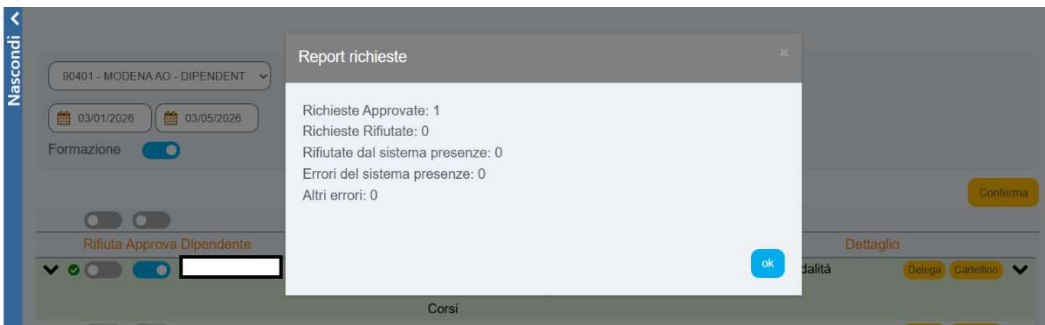 Nascondi
Report richieste
×
90401 - MODENA AO - DIPENDENT
Richieste Approvate: 1
03/01/2026 03/05/2026
Richieste Rifiutate: 0
Formazione
Rifiutate dal sistema presenze: 0
Errori del sistema presenze: 0
Altri errori: 0
Conferma
Rifiuta Approva Dipendente
Dettaglio
ok
dalità
Delega Cartellino
Corsi